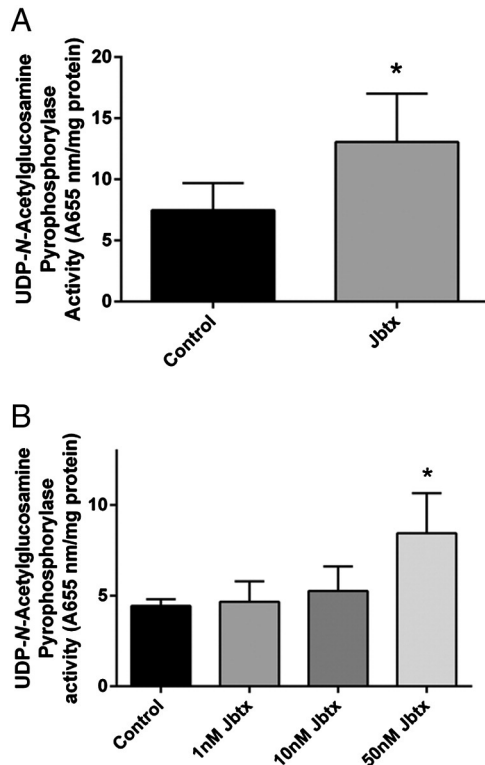 A
UDP-N-Acetylglucosamine
Pyrophosphorylase
Activity (A655 nm/mg protein)
20
15
10
5
0
*
Control
Jbtx
B
UDP-N-Acetylglucosamine
Pyrophosphorylase
activity (A655 nm/mg protein)
10
5
0
*
Control
1nM Jbtx
10nM Jbtx
50nM Jbtx